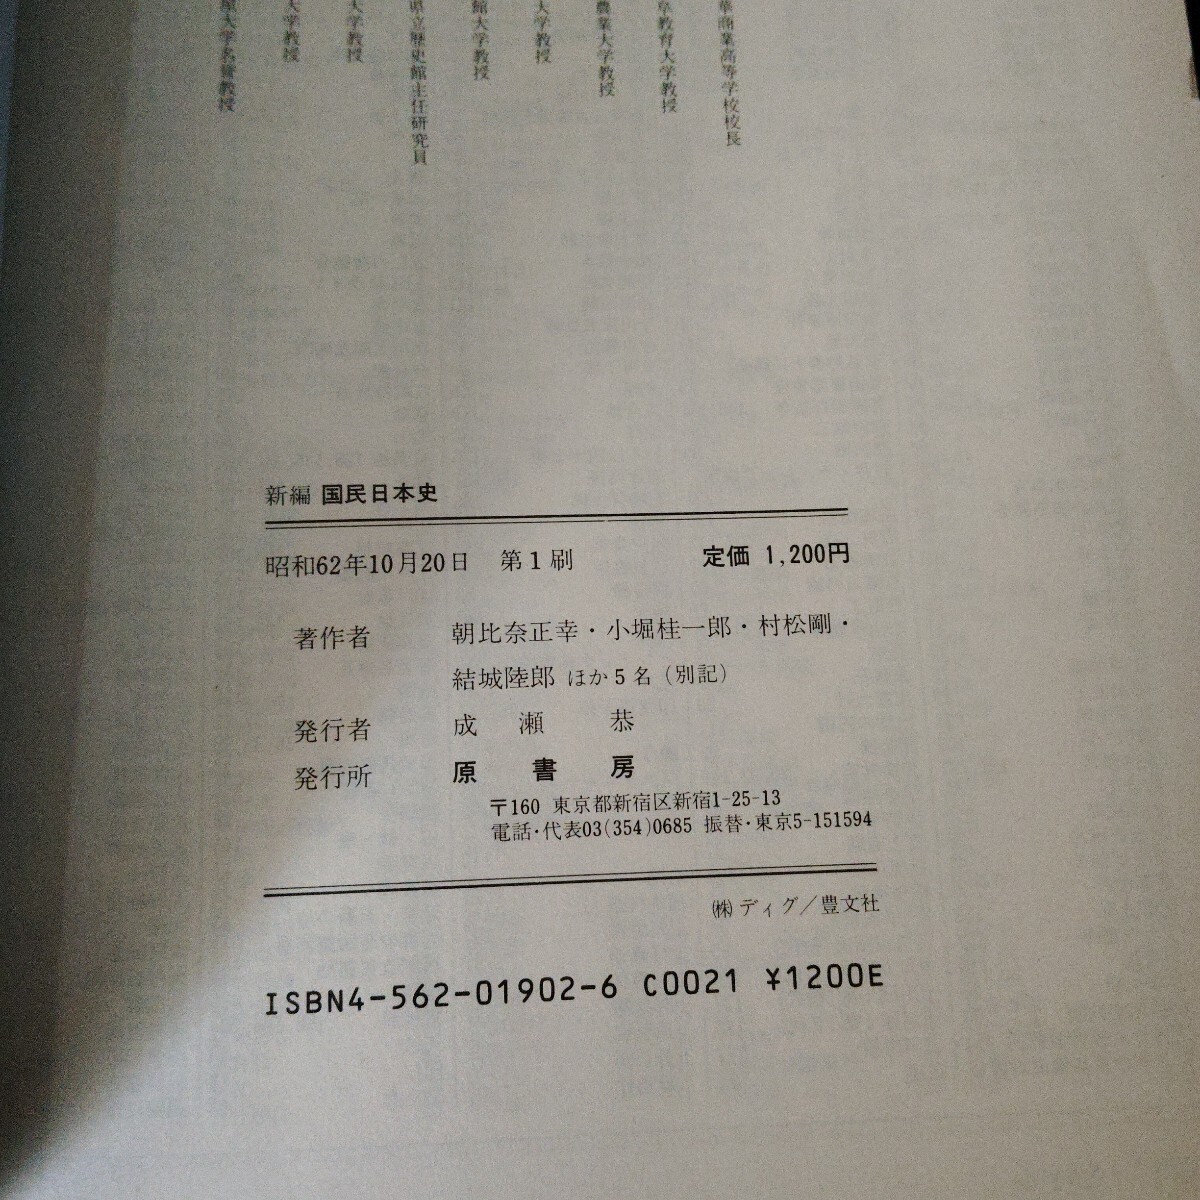 華商業高等学校校長
阜教育大学教授
農業大学教授
大学教授
館大学教授
県立歴史館主任研究員
大学教授
大学教授
大学名誉教授
新編 国民日本史
昭和62年10月20日 第1刷 定価 1,200円
著作者 朝比奈正幸・小堀桂一郎・村松剛・
結城陸郎 ほか5名（別記）
発行者 成瀬 恭
発行所 原書房
〒160 東京都新宿区新宿1-25-13
電話・代表03(354)0685 振替・東京5-151594
㈱ディグ/豊文社
ISBN4-562-01902-6 C0021 ¥1200E